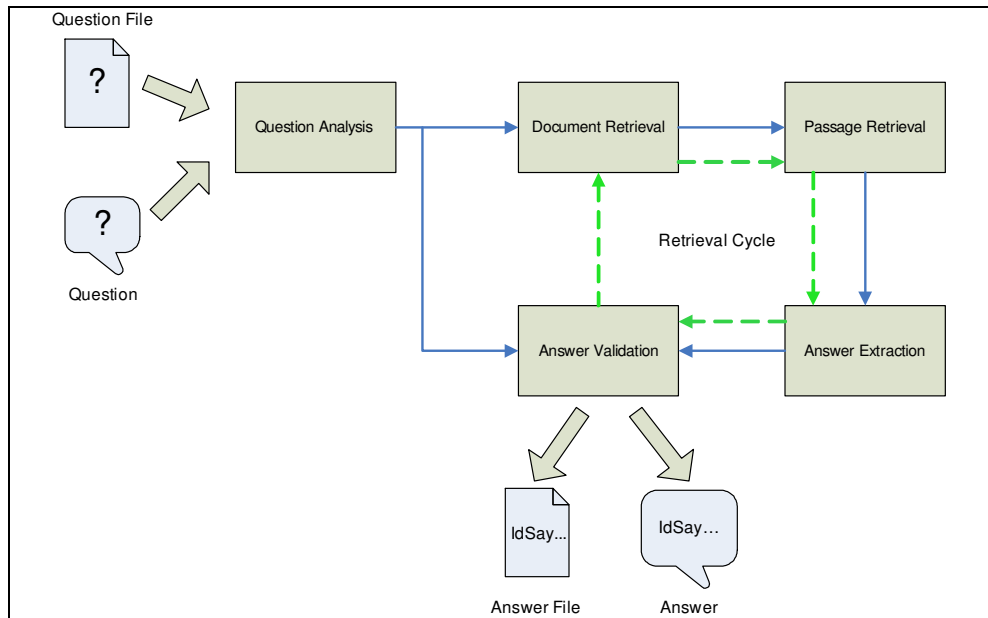 Question File
?
Question Analysis
Document Retrieval
Passage Retrieval
?
Retrieval Cycle
Question
Answer Validation
Answer Extraction
IdSay...
IdSay...
Answer File
Answer